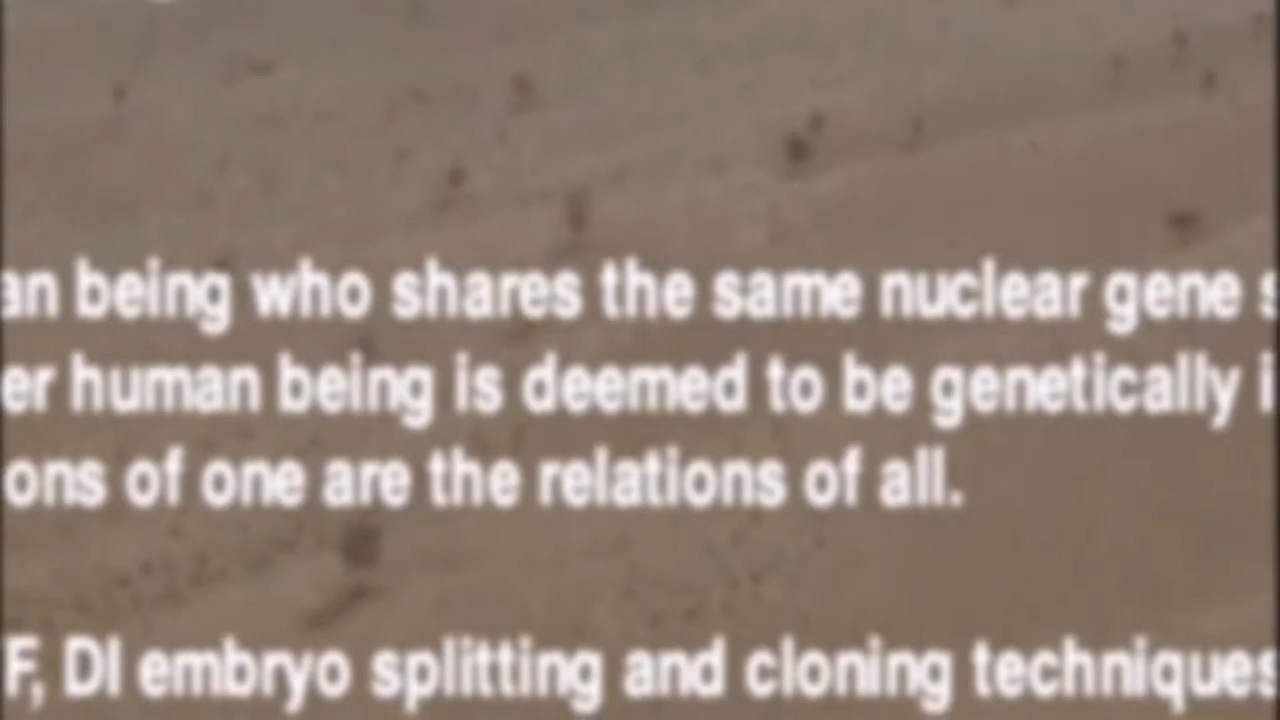 an being who shares the same nuclear gene s
er human being is deemed to be genetically i
ons of one are the relations of all.
F, DI embryo splitting and cloning techniques